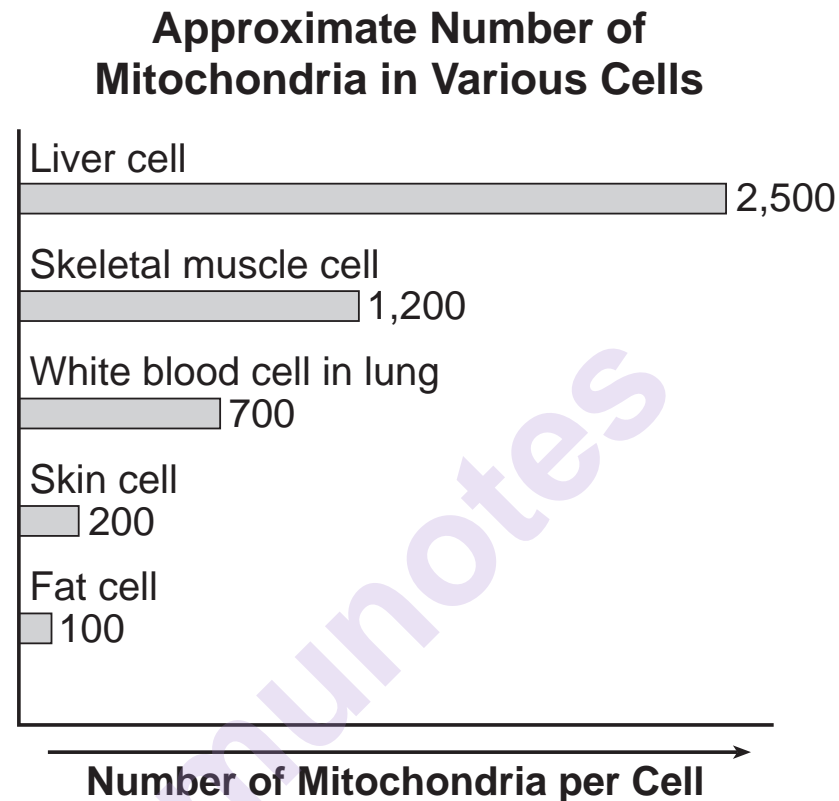 Approximate Number of
Mitochondria in Various Cells
Liver cell
2,500
Skeletal muscle cell
1,200
White blood cell in lung
700
Skin cell
200
Fat cell
100
Number of Mitochondria per Cell
munotes